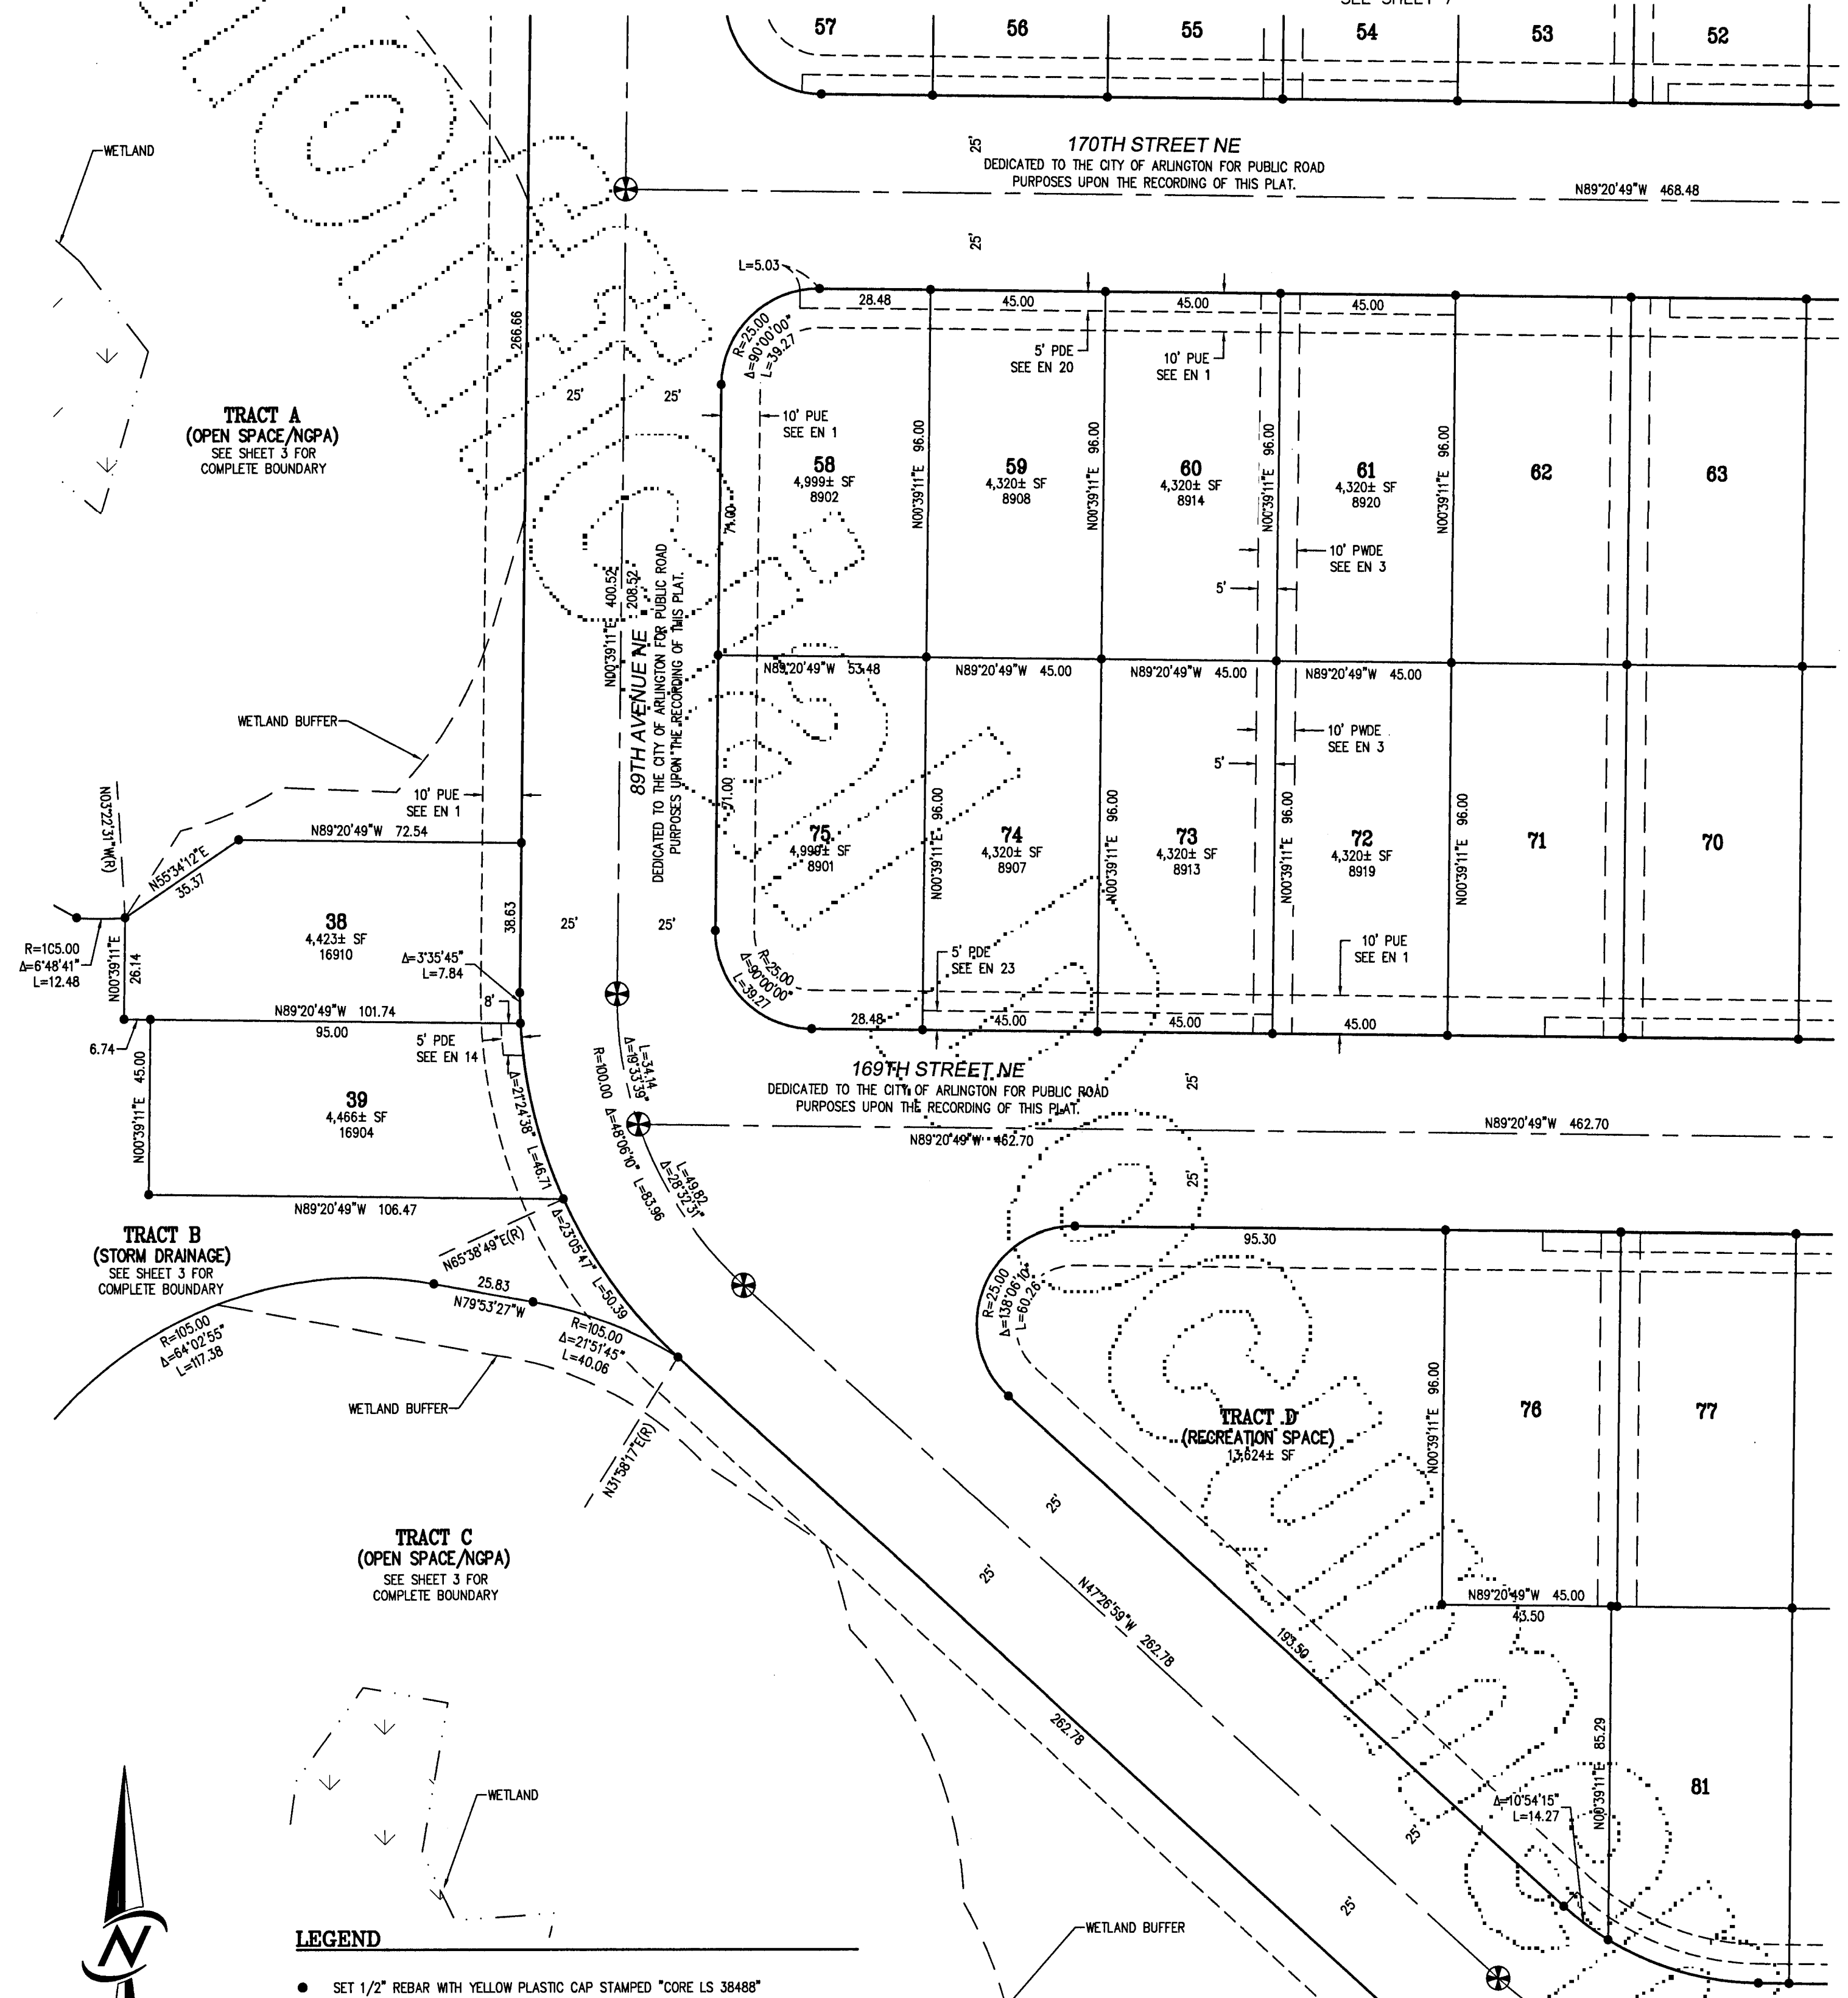 SEE SHEET 7
57
56
55
54
53
52
WETLAND
25'
170TH STREET NE
DEDICATED TO THE CITY OF ARLINGTON FOR PUBLIC ROAD
PURPOSES UPON THE RECORDING OF THIS PLAT.
N89°20'49"W 468.48
25'
L=5.03
28.48
45.00
45.00
45.00
R=25.00
Δ=90°00'00"
L=39.27
266.66
5' PDE
SEE EN 20
10' PUE
SEE EN 1
25'
25'
10' PUE
SEE EN 1
TRACT A
(OPEN SPACE/NGPA)
SEE SHEET 3 FOR
COMPLETE BOUNDARY
58
4,999± SF
8902
59
4,320± SF
8908
60
4,320± SF
8914
61
4,320± SF
8920
62
63
N00°39'11"E 96.00
N00°39'11"E 96.00
N00°39'11"E 96.00
N00°39'11"E 96.00
71.00
10' PWDE
SEE EN 3
5'
N00°39'11"E 400.52
208.52
89TH AVENUE NE
DEDICATED TO THE CITY OF ARLINGTON FOR PUBLIC ROAD
PURPOSES UPON THE RECORDING OF THIS PLAT.
N89°20'49"W 53.48
N89°20'49"W 45.00
N89°20'49"W 45.00
N89°20'49"W 45.00
WETLAND BUFFER
10' PWDE
SEE EN 3
5'
10' PUE
SEE EN 1
71.00
N03°22'31"W(R)
N89°20'49"W 72.54
N55°34'12"E
35.37
75
4,999± SF
8901
74
4,320± SF
8907
73
4,320± SF
8913
72
4,320± SF
8919
71
70
N00°39'11"E 96.00
N00°39'11"E 96.00
N00°39'11"E 96.00
N00°39'11"E 96.00
38
4,423± SF
16910
38.63
25'
25'
R=105.00
Δ=6°48'41"
L=12.48
N00°39'11"E
26.14
Δ=3°35'45"
L=7.84
8'
R=25.00
Δ=90°00'00"
L=39.27
5' PDE
SEE EN 23
10' PUE
SEE EN 1
N89°20'49"W 101.74
95.00
28.48
45.00
45.00
45.00
6.74
5' PDE
SEE EN 14
N00°39'11"E 45.00
39
4,466± SF
16904
Δ=21°24'38" L=46.71
L=34.14
Δ=19°33'39"
R=100.00 Δ=48°06'10" L=83.96
169TH STREET NE
DEDICATED TO THE CITY OF ARLINGTON FOR PUBLIC ROAD
PURPOSES UPON THE RECORDING OF THIS PLAT.
25'
N89°20'49"W 462.70
N89°20'49"W 462.70
25'
L=49.82
Δ=28°32'31"
N89°20'49"W 106.47
TRACT B
(STORM DRAINAGE)
SEE SHEET 3 FOR
COMPLETE BOUNDARY
N65°38'49"E(R)
Δ=23°05'47" L=50.39
25.83
N79°53'27"W
R=105.00
Δ=64°02'55"
L=117.38
R=105.00
Δ=21°51'45"
L=40.06
95.30
R=25.00
Δ=138°06'10"
L=60.26
WETLAND BUFFER
N31°58'17"E(R)
TRACT D
(RECREATION SPACE)
13,624± SF
N00°39'11"E 96.00
76
77
25'
TRACT C
(OPEN SPACE/NGPA)
SEE SHEET 3 FOR
COMPLETE BOUNDARY
25'
N47°26'59"W 262.78
N89°20'49"W 45.00
43.50
193.50
262.78
N00°39'11"E 85.29
81
Δ=10°54'15"
L=14.27
25'
WETLAND
25'
WETLAND BUFFER
N
LEGEND
● SET 1/2" REBAR WITH YELLOW PLASTIC CAP STAMPED "CORE LS 38488"